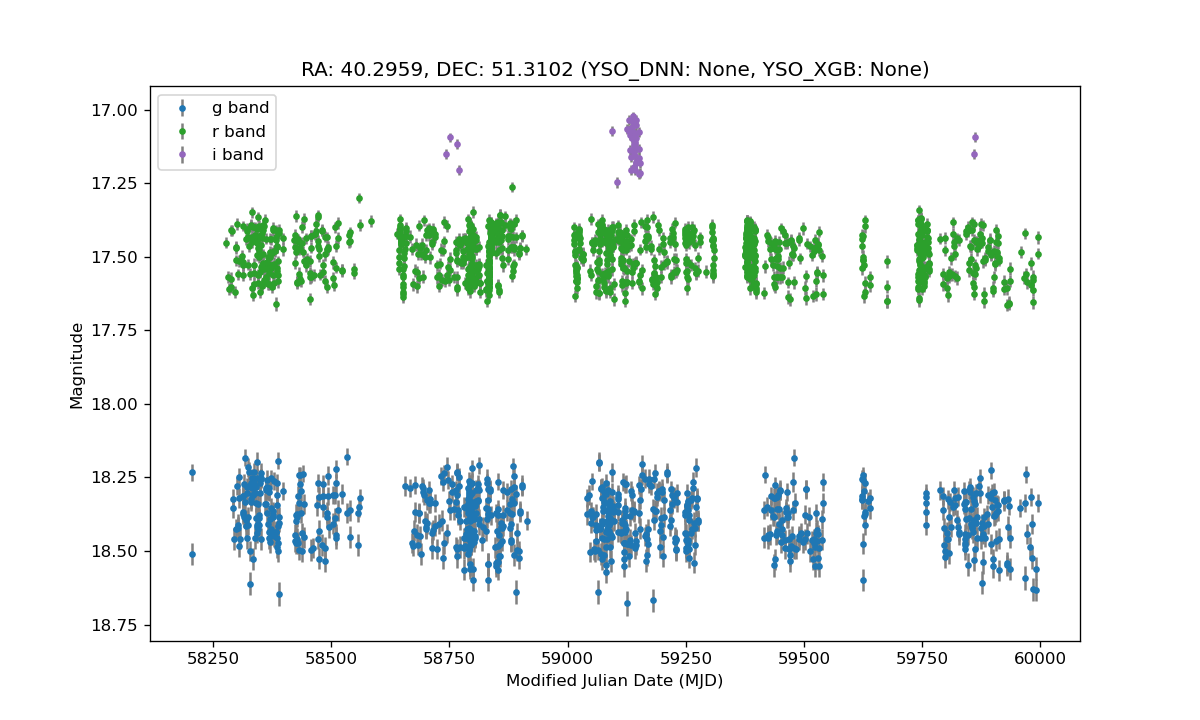 RA: 40.2959, DEC: 51.3102 (YSO_DNN: None, YSO_XGB: None)
g band
r band
i band
17.00
17.25
17.50
17.75
18.00
18.25
18.50
18.75
Magnitude
58250 58500 58750 59000 59250 59500 59750 60000
Modified Julian Date (MJD)